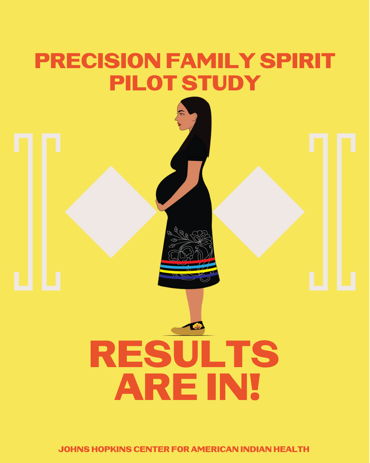 PRECISION FAMILY SPIRIT
PILOT STUDY
RESULTS
ARE IN!
JOHNS HOPKINS CENTER FOR AMERICAN INDIAN HEALTH